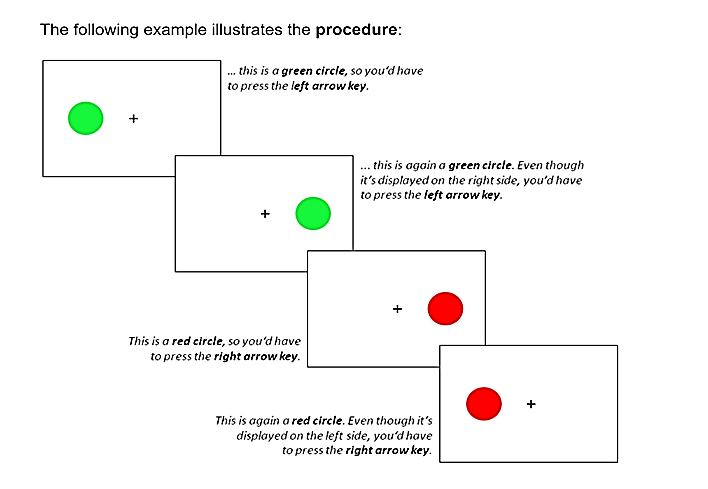 The following example illustrates the procedure:
... this is a green circle, so you'd have
to press the left arrow key.
+
... this is again a green circle. Even though
it's displayed on the right side, you'd have
to press the left arrow key.
+
+
This is a red circle, so you'd have
to press the right arrow key.
+
This is again a red circle. Even though it's
displayed on the left side, you'd have
to press the right arrow key.